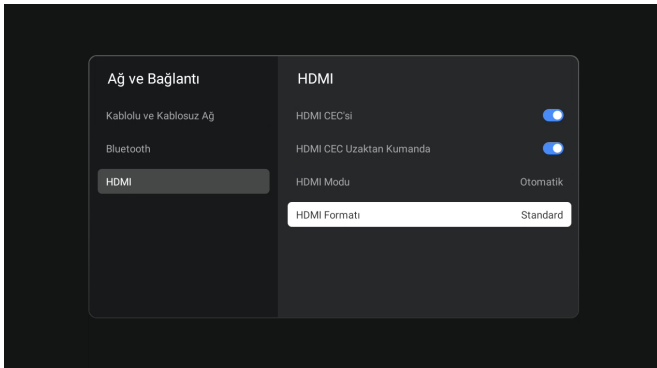 Ağ ve Bağlantı
Kablolu ve Kablosuz Ağ
Bluetooth
HDMI
HDMI
HDMI CEC'si
HDMI CEC Uzaktan Kumanda
HDMI Modu Otomatik
HDMI Formatı Standard